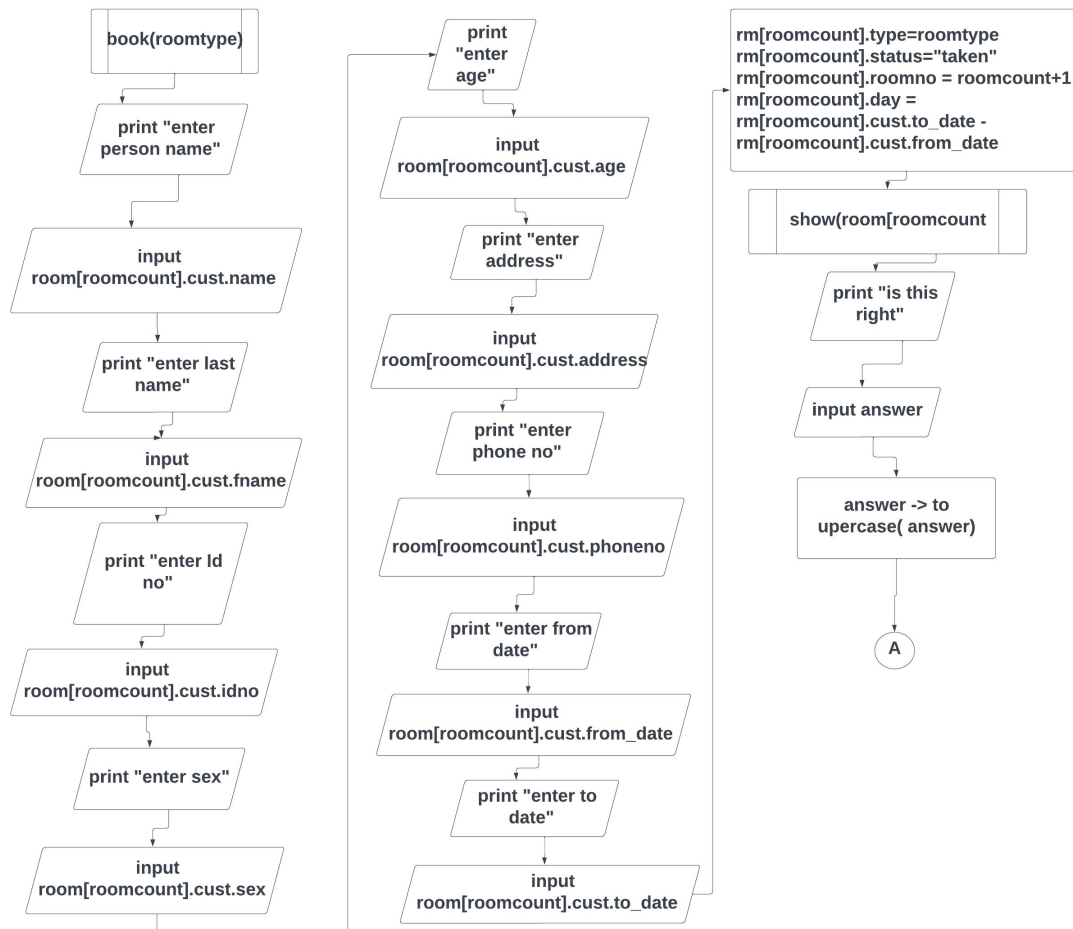 book(roomtype)
print "enter
person name"
input
room[roomcount].cust.name
print "enter last
name"
input
room[roomcount].cust.fname
print "enter Id
no"
input
room[roomcount].cust.idno
print "enter sex"
input
room[roomcount].cust.sex
print
"enter
age"
input
room[roomcount].cust.age
print "enter
address"
input
room[roomcount].cust.address
print "enter
phone no"
input
room[roomcount].cust.phoneno
print "enter from
date"
input
room[roomcount].cust.from_date
print "enter to
date"
input
room[roomcount].cust.to_date
rm[roomcount].type=roomtype
rm[roomcount].status="taken"
rm[roomcount].roomno = roomcount+1
rm[roomcount].day =
rm[roomcount].cust.to_date -
rm[roomcount].cust.from_date
show(room[roomcount
print "is this
right"
input answer
answer -> to
upercase( answer)
A